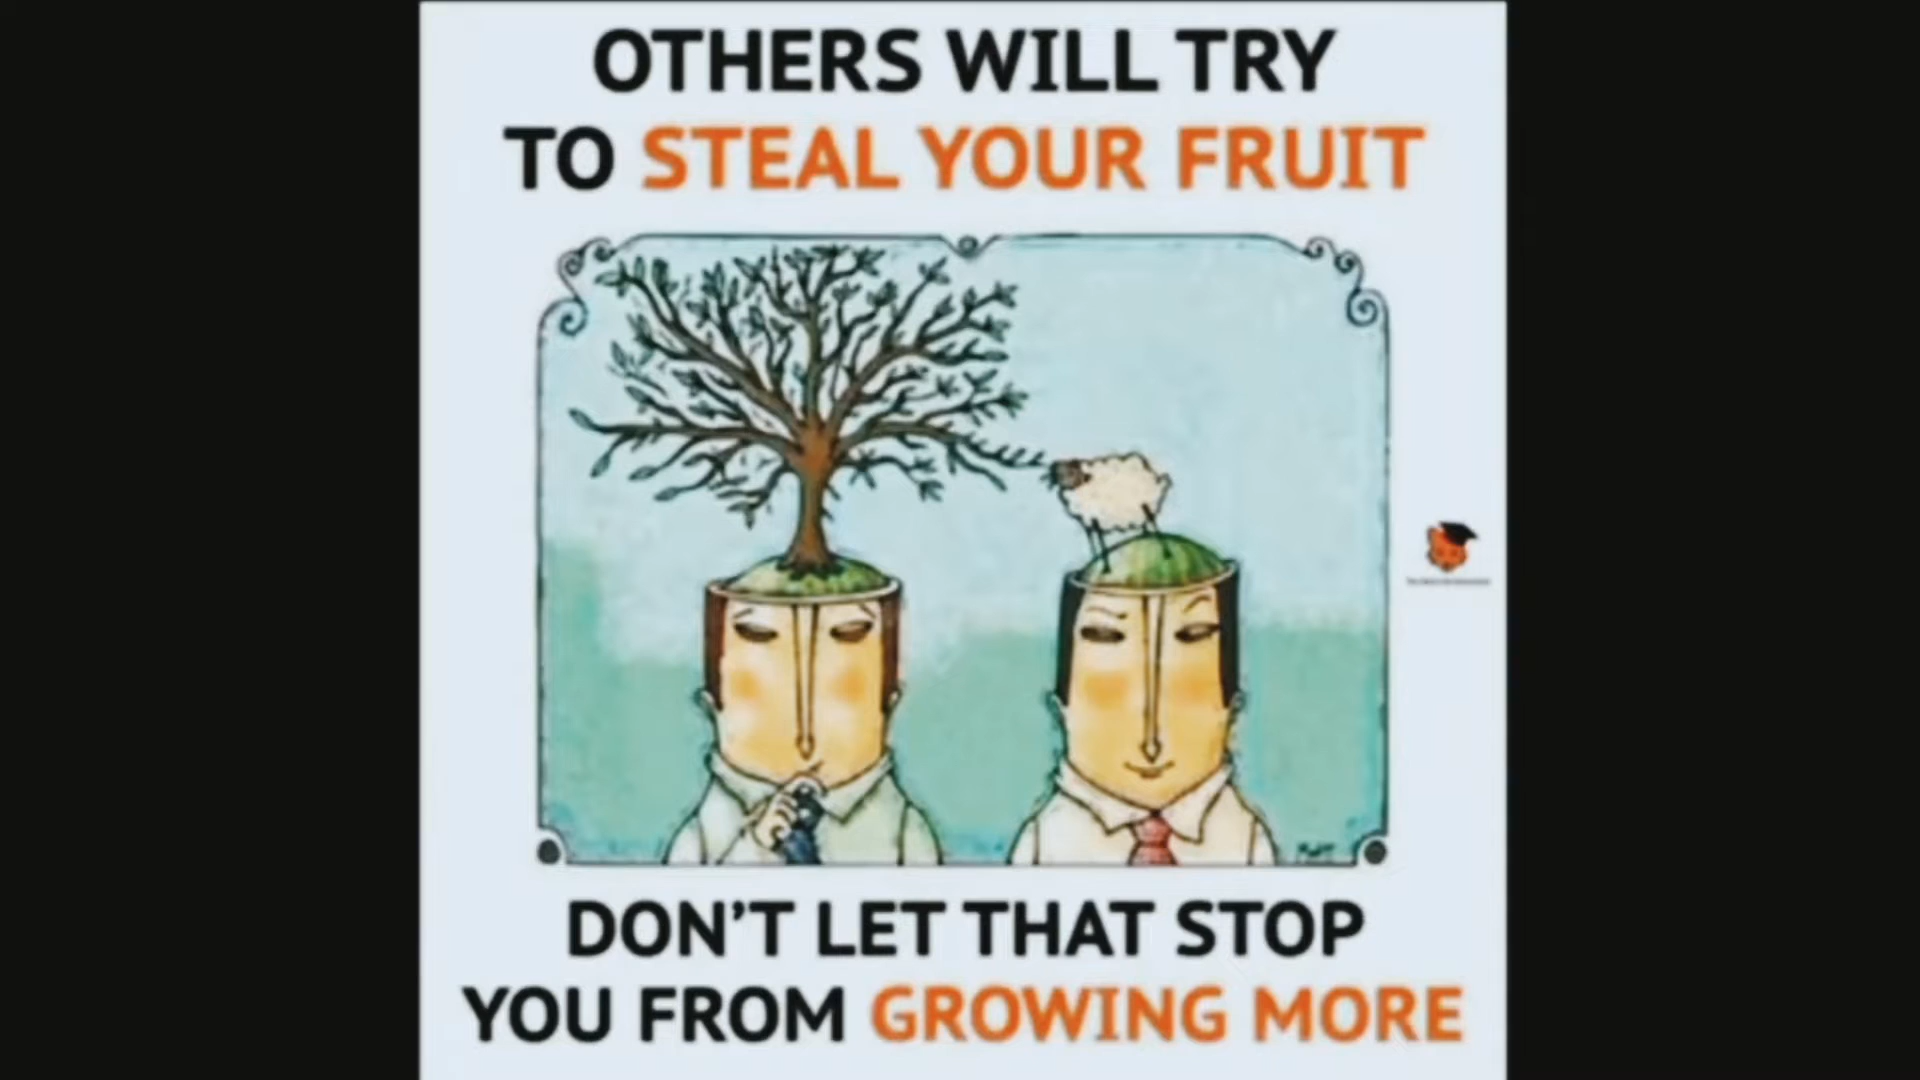 OTHERS WILL TRY
TO STEAL YOUR FRUIT
DON'T LET THAT STOP
YOU FROM GROWING MORE